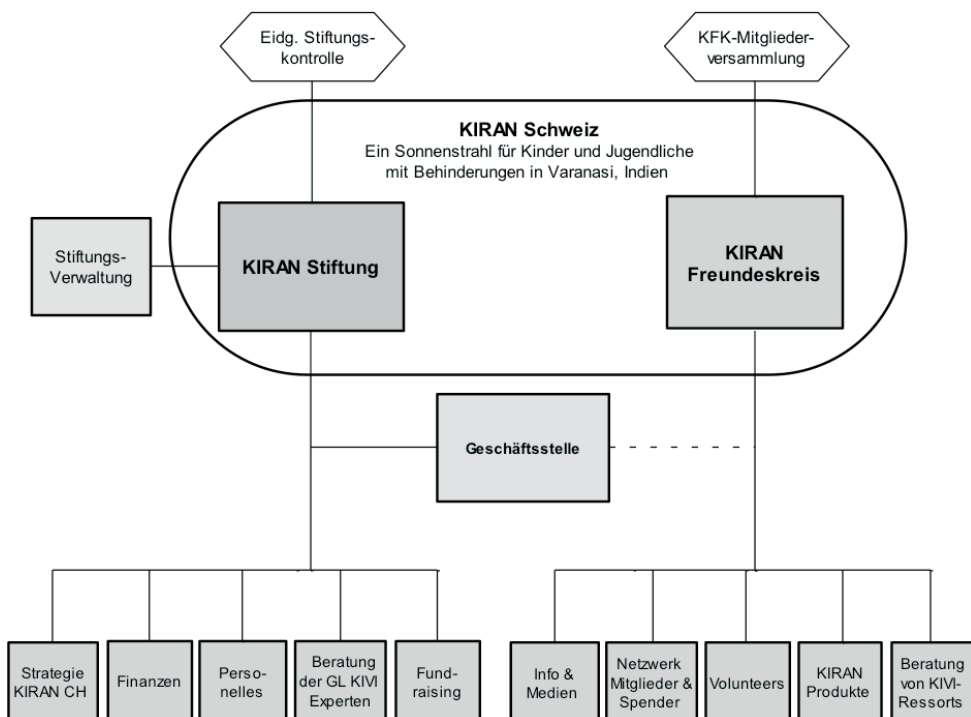 Eidg. Stiftungs-
kontrolle
KFK-Mitglieder-
versammlung
KIRAN Schweiz
Ein Sonnenstrahl für Kinder und Jugendliche
mit Behinderungen in Varanasi, Indien
Stiftungs-
Verwaltung
KIRAN Stiftung
KIRAN
Freundeskreis
Geschäftsstelle
Strategie
KIRAN CH
Finanzen
Perso-
nelles
Beratung
der GL KIVI
Experten
Fund-
raising
Info &
Medien
Netzwerk
Mitglieder &
Spender
Volunteers
KIRAN
Produkte
Beratung
von KIVI-
Ressorts